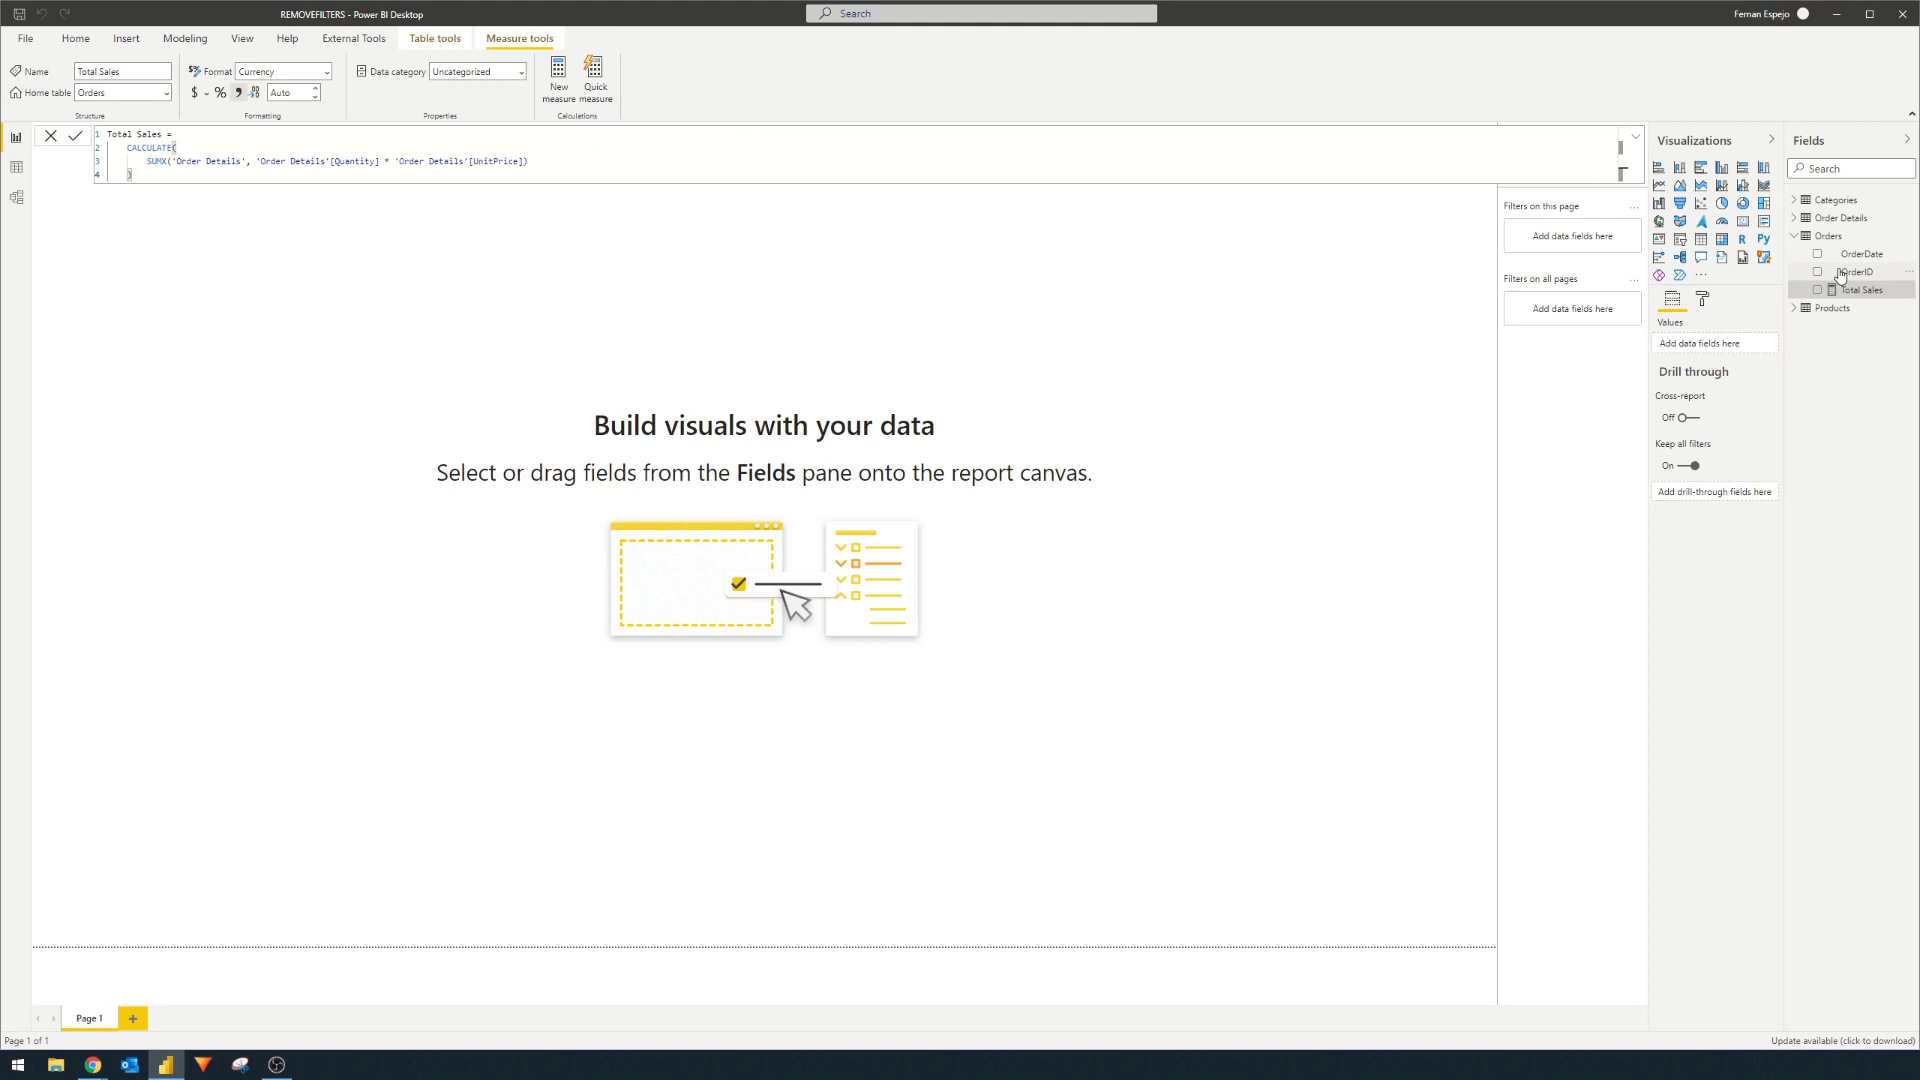 REMOVEFILTERS - Power BI Desktop
Search
Fernan Espejo
File
Home
Insert
Modeling
View
Help
External Tools
Table tools
Measure tools
Name
Total Sales
Home table
Orders
Structure
Format
Currency
$
%
Auto
Formatting
Data category
Uncategorized
Properties
New measure
Quick measure
Calculations
1 Total Sales =
2 CALCULATE(
3 SUMX('Order Details', 'Order Details'[Quantity] * 'Order Details'[UnitPrice])
4 )
Build visuals with your data
Select or drag fields from the Fields pane onto the report canvas.
Filters on this page
...
Add data fields here
Filters on all pages
...
Add data fields here
Visualizations
R
Py
...
Values
Add data fields here
Drill through
Cross-report
Off
Keep all filters
On
Add drill-through fields here
Fields
Search
Categories
Order Details
Orders
OrderDate
OrderID
...
Total Sales
Products
Page 1
+
Page 1 of 1
Update available (click to download)